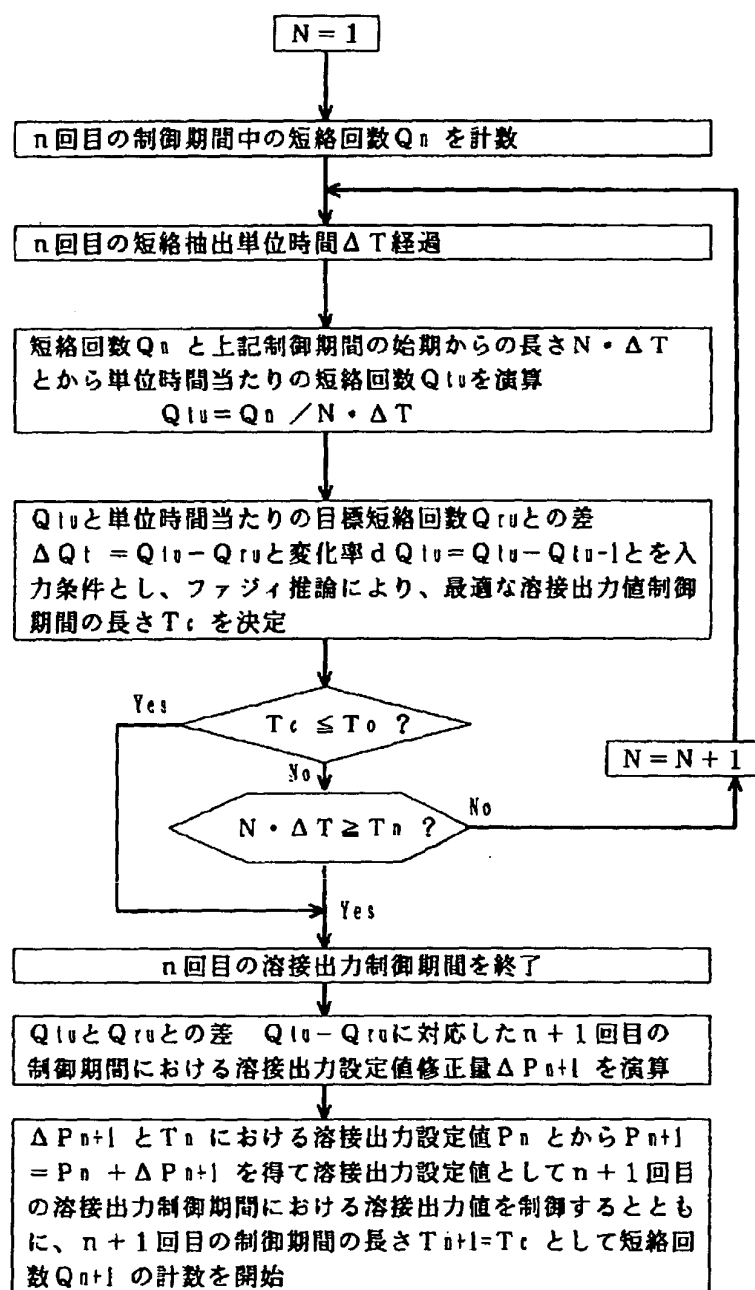 N＝1
n回目の制御期間中の短絡回数Qn を計数
n回目の短絡抽出単位時間ΔT経過
短絡回数Qn と上記制御期間の始期からの長さN・ΔT
とから単位時間当たりの短絡回数Qtuを演算
Qtu＝Qn ／N・ΔT
Qtuと単位時間当たりの目標短絡回数Qruとの差
ΔQt ＝Qtu－Qruと変化率dQtu＝Qtu－Qtu-1とを入
力条件とし、ファジィ推論により、最適な溶接出力値制御
期間の長さTc を決定
Yes
Tc ≦To ？
No
N＝N＋1
N・ΔT≧Tn ？
No
Yes
n回目の溶接出力制御期間を終了
QtuとQruとの差　Qtu－Qruに対応したn＋1回目の
制御期間における溶接出力設定値修正量ΔPn+1 を演算
ΔPn+1 とTn における溶接出力設定値Pn とからPn+1
＝Pn ＋ΔPn+1 を得て溶接出力設定値としてn＋1回目
の溶接出力制御期間における溶接出力値を制御するととも
に、n＋1回目の制御期間の長さTn+1=Tc として短絡回
数Qn+1 の計数を開始